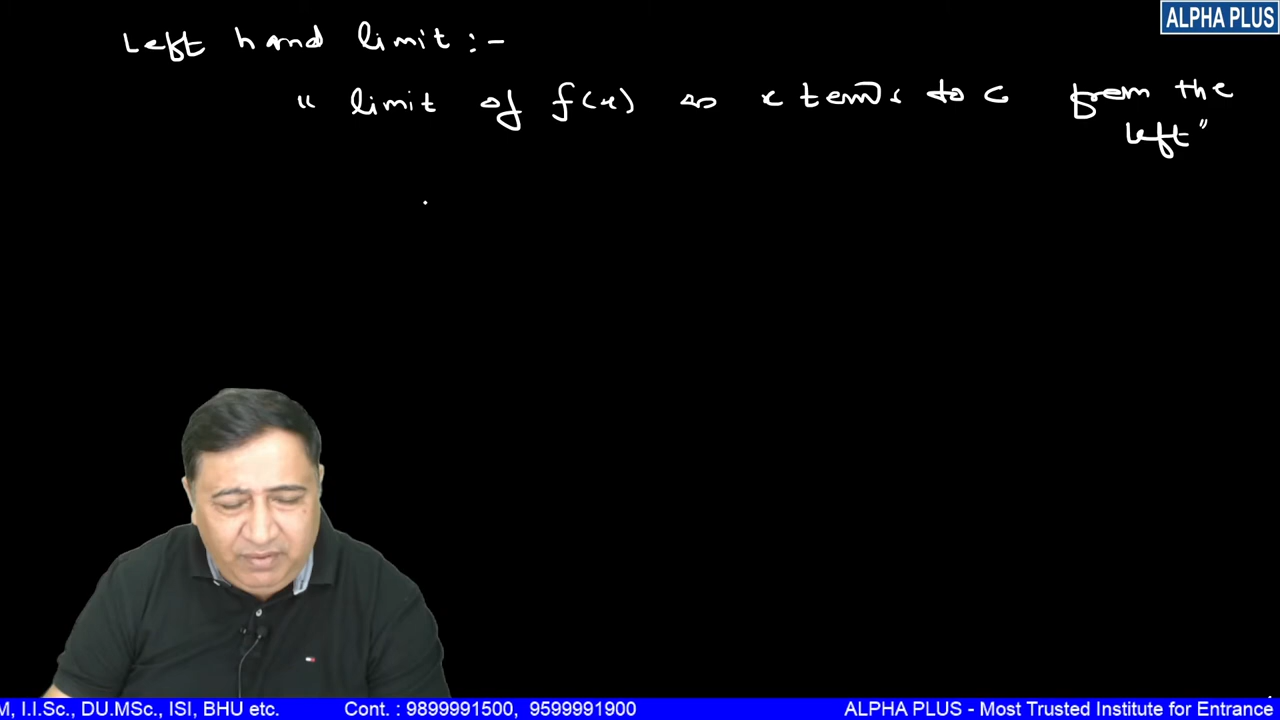 ALPHA PLUS
Left hand limit :-
" limit of f(x) as x tends to c from the
left"
M, I.I.Sc., DU.MSc., ISI, BHU etc. Cont. : 9899991500, 9599991900 ALPHA PLUS - Most Trusted Institute for Entrance